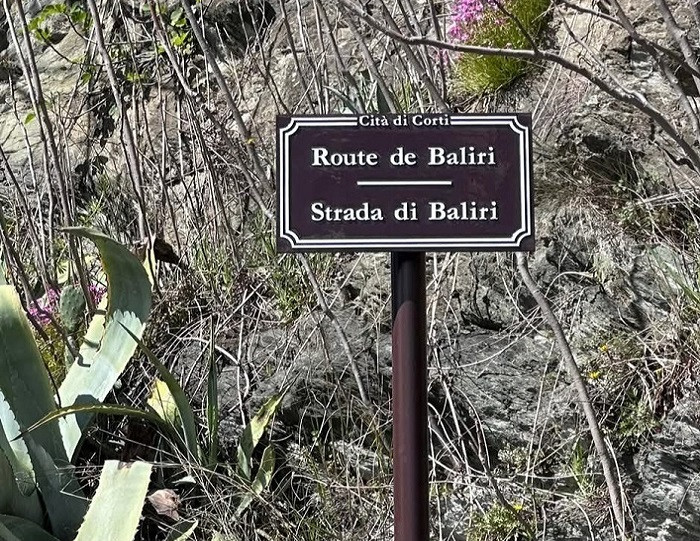 Cità di Corti
Route de Baliri
Strada di Baliri